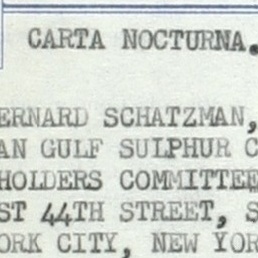 CARTA NOCTURNA.
ERNARD SCHATZMAN,
AN GULF SULPHUR C
HOLDERS COMMITTEE
ST 44TH STREET, S
ORK CITY, NEW YOR